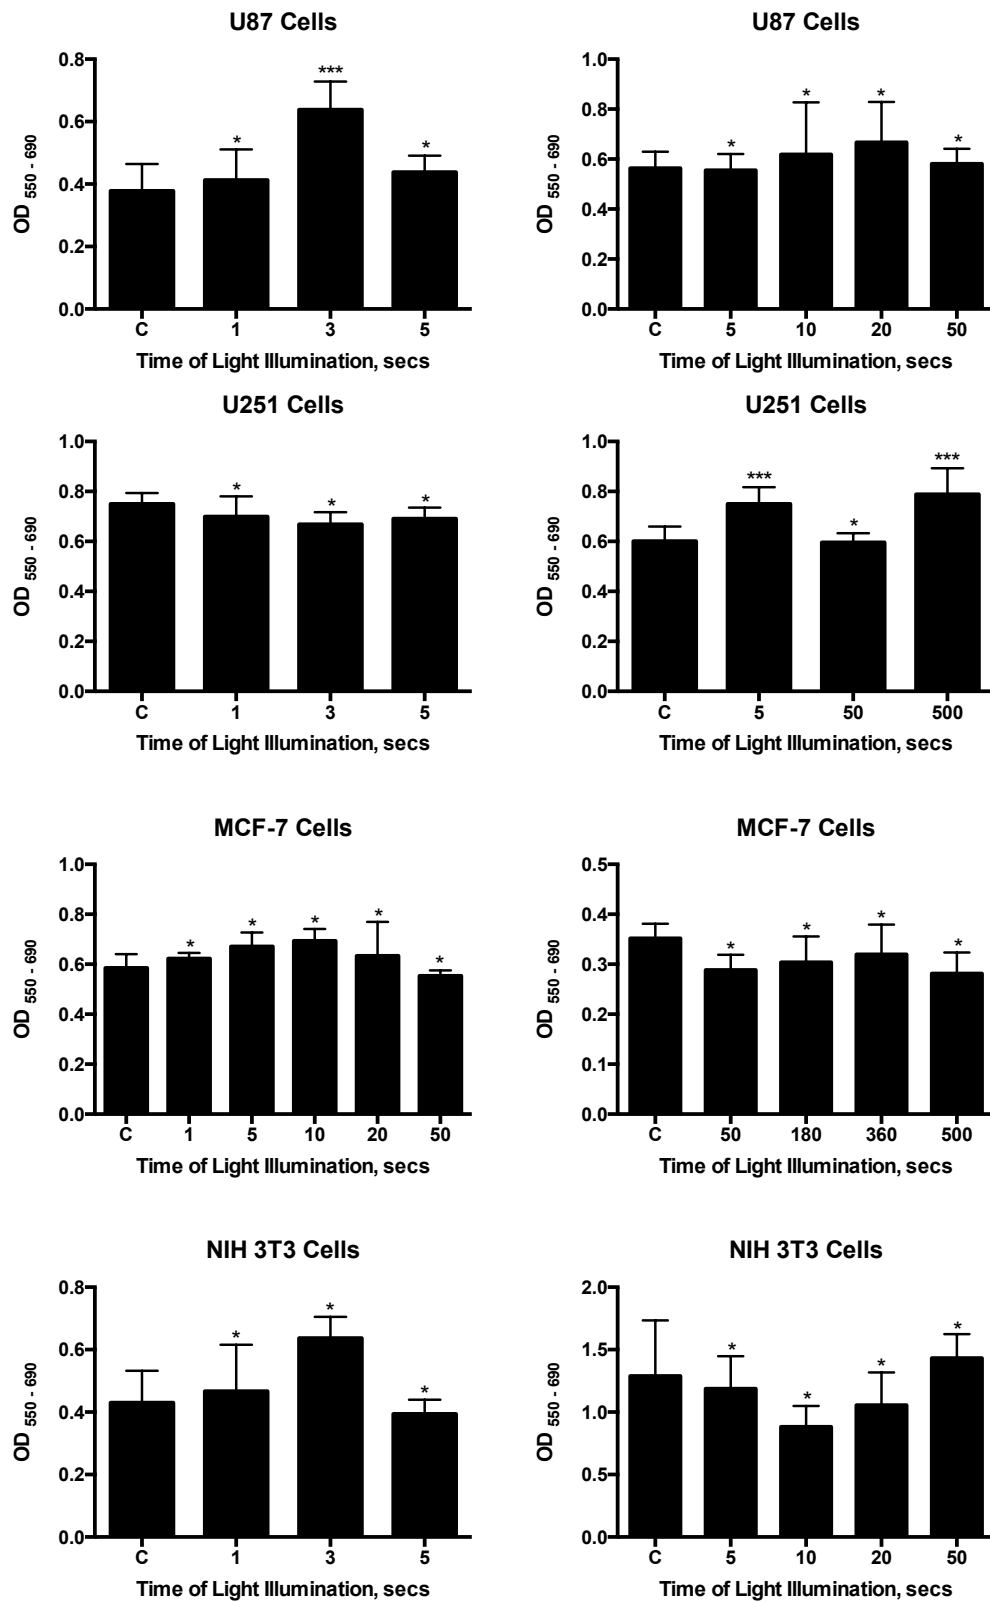 U87 Cells
***
*
*
0.8
0.6
0.4
0.2
0.0
OD 550 - 690
C 1 3 5
Time of Light Illumination, secs
U87 Cells
*
*
*
*
1.0
0.8
0.6
0.4
0.2
0.0
OD 550 - 690
C 5 10 20 50
Time of Light Illumination, secs
U251 Cells
*
*
*
1.0
0.8
0.6
0.4
0.2
0.0
OD 550 - 690
C 1 3 5
Time of Light Illumination, secs
U251 Cells
***
***
*
1.0
0.8
0.6
0.4
0.2
0.0
OD 550 - 690
C 5 50 500
Time of Light Illumination, secs
MCF-7 Cells
*
*
*
*
*
1.0
0.8
0.6
0.4
0.2
0.0
OD 550 - 690
C 1 5 10 20 50
Time of Light Illumination, secs
MCF-7 Cells
*
*
*
*
0.5
0.4
0.3
0.2
0.1
0.0
OD 550 - 690
C 50 180 360 500
Time of Light Illumination, secs
NIH 3T3 Cells
*
*
*
0.8
0.6
0.4
0.2
0.0
OD 550 - 690
C 1 3 5
Time of Light Illumination, secs
NIH 3T3 Cells
*
*
*
*
2.0
1.5
1.0
0.5
0.0
OD 550 - 690
C 5 10 20 50
Time of Light Illumination, secs